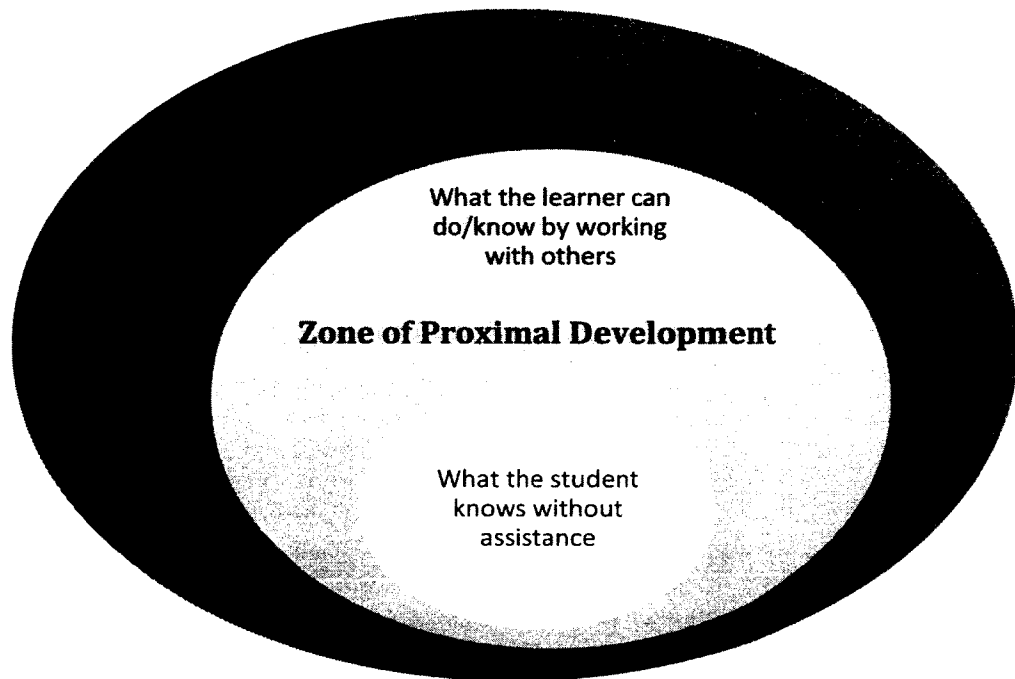 What the learner can
do/know by working
with others
Zone of Proximal Development
What the student
knows without
assistance